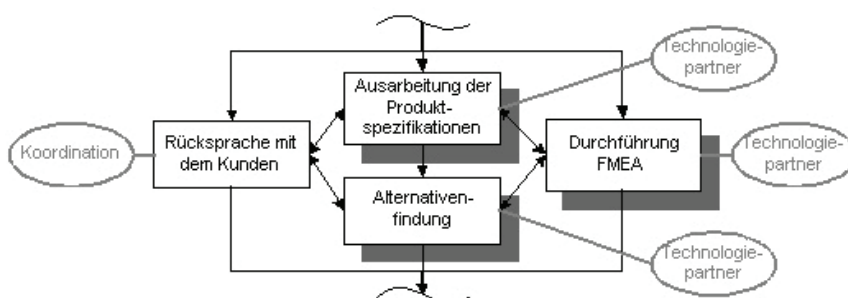 Technologie-
partner
Ausarbeitung der
Produkt-
spezifikationen
Koordination
Rücksprache mit
dem Kunden
Durchführung
FMEA
Technologie-
partner
Alternativen-
findung
Technologie-
partner